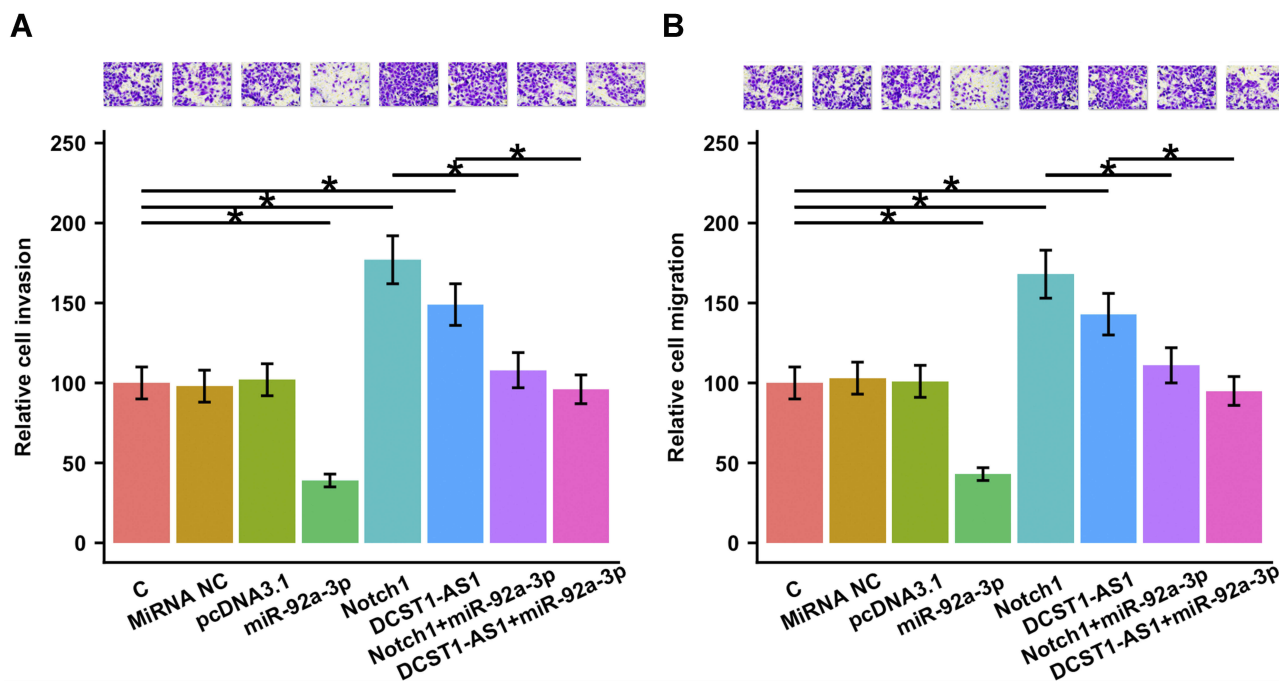 A
250
200
150
100
50
0
Relative cell invasion
*
*
*
*
*
C
MiRNA NC
pcDNA3.1
miR-92a-3p
Notch1
DCST1-AS1
Notch1+miR-92a-3p
DCST1-AS1+miR-92a-3p
B
250
200
150
100
50
0
Relative cell migration
*
*
*
*
*
C
MiRNA NC
pcDNA3.1
miR-92a-3p
Notch1
DCST1-AS1
Notch1+miR-92a-3p
DCST1-AS1+miR-92a-3p